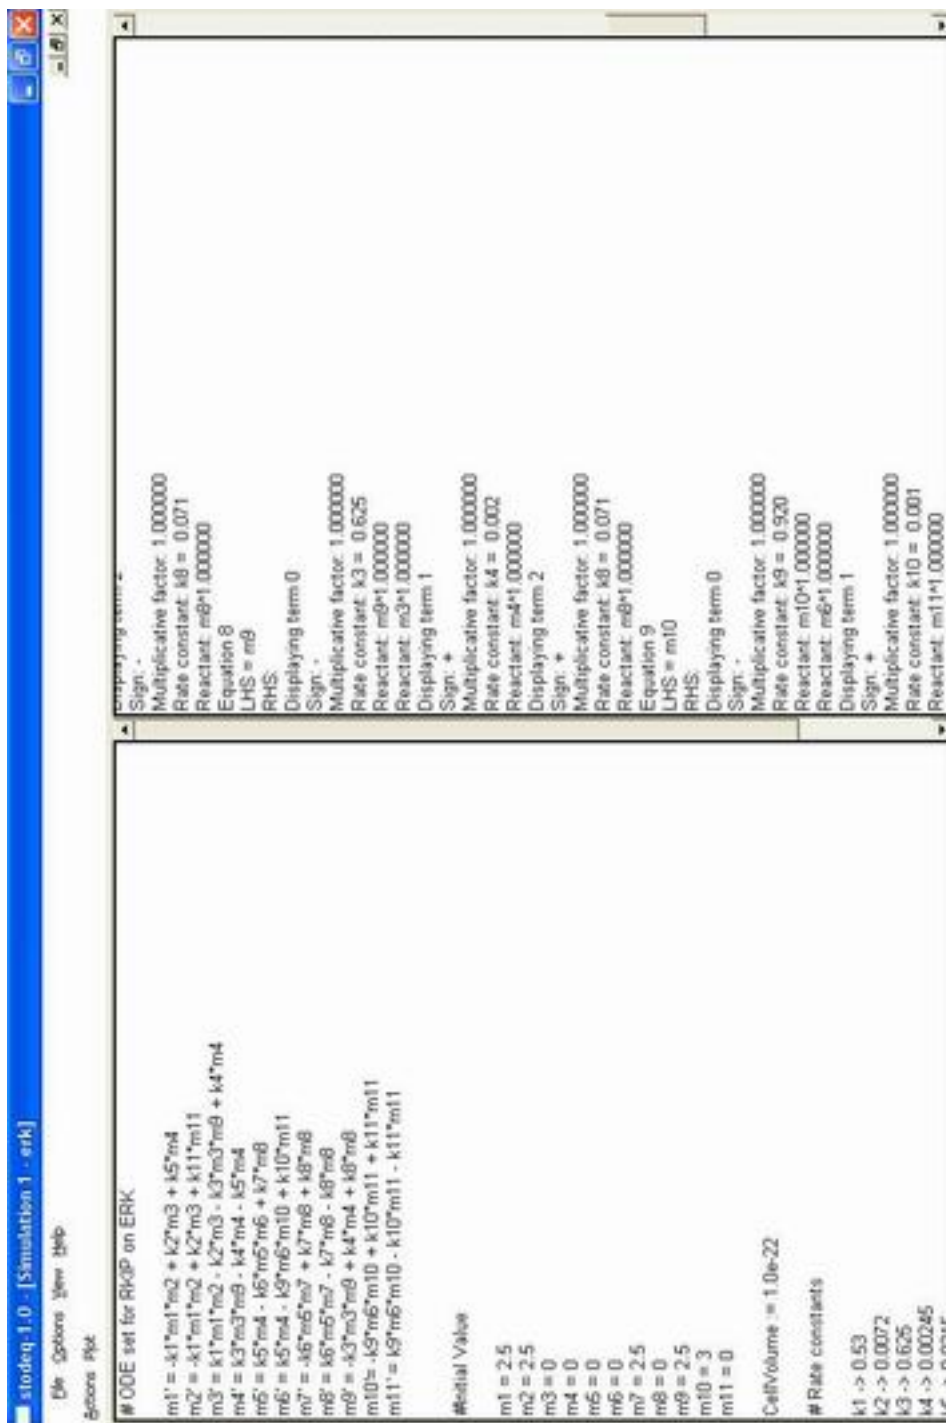 stodeq-1.0 - [Simulation 1 - erk]
File Options View Help
Actions Plot
# ODE set for RKIP on ERK
m1' = -k1*m1*m2 + k2*m3 + k5*m4
m2' = -k1*m1*m2 + k2*m3 + k11*m11
m3' = k1*m1*m2 - k2*m3 - k3*m3*m9 + k4*m4
m4' = k3*m3*m9 - k4*m4 - k5*m4
m5' = k5*m4 - k6*m5*m6 + k7*m8
m6' = k5*m4 - k9*m6*m10 + k10*m11
m7' = -k6*m5*m7 + k7*m8 + k8*m8
m8' = k6*m5*m7 - k7*m8 - k8*m8
m9' = -k3*m3*m9 + k4*m4 + k8*m8
m10'= -k9*m6*m10 + k10*m11 + k11*m11
m11' = k9*m6*m10 - k10*m11 - k11*m11
#Initial Value
m1 = 2.5
m2 = 2.5
m3 = 0
m4 = 0
m5 = 0
m6 = 0
m7 = 2.5
m8 = 0
m9 = 2.5
m10 = 3
m11 = 0
CellVolume := 1.0e-22
# Rate constants
k1 -> 0.53
k2 -> 0.0072
k3 -> 0.625
k4 -> 0.00245
Displaying term 2
Sign: -
Multiplicative factor: 1.000000
Rate constant: k8 = 0.071
Reactant: m8^1.000000
Equation 8
LHS = m9
RHS:
Displaying term 0
Sign: -
Multiplicative factor: 1.000000
Rate constant: k3 = 0.625
Reactant: m9^1.000000
Reactant: m3^1.000000
Displaying term 1
Sign: +
Multiplicative factor: 1.000000
Rate constant: k4 = 0.002
Reactant: m4^1.000000
Displaying term 2
Sign: +
Multiplicative factor: 1.000000
Rate constant: k8 = 0.071
Reactant: m8^1.000000
Equation 9
LHS = m10
RHS:
Displaying term 0
Sign: -
Multiplicative factor: 1.000000
Rate constant: k9 = 0.920
Reactant: m10^1.000000
Reactant: m6^1.000000
Displaying term 1
Sign: +
Multiplicative factor: 1.000000
Rate constant: k10 = 0.001
Reactant: m11^1.000000